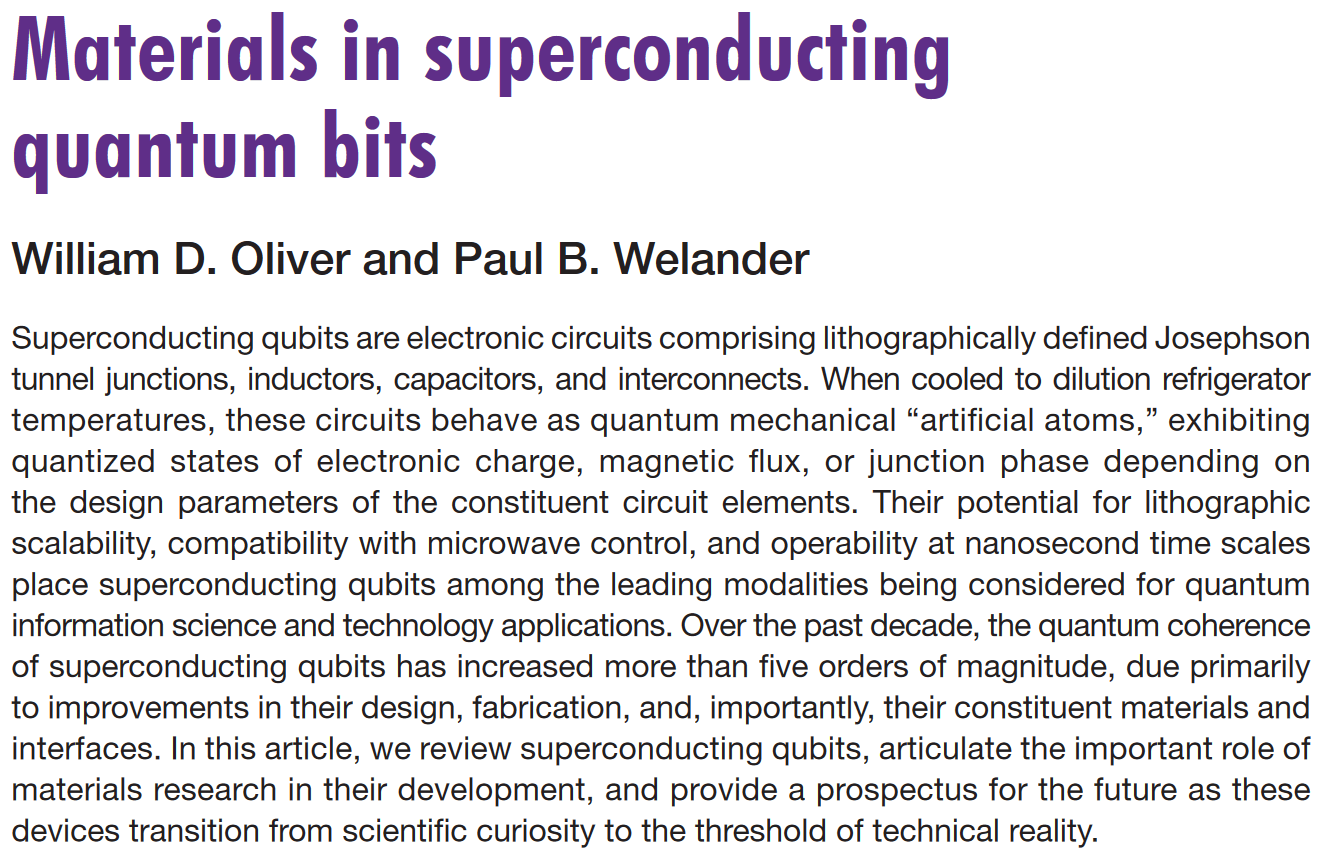 Materials in superconducting
quantum bits
William D. Oliver and Paul B. Welander
Superconducting qubits are electronic circuits comprising lithographically defined Josephson
tunnel junctions, inductors, capacitors, and interconnects. When cooled to dilution refrigerator
temperatures, these circuits behave as quantum mechanical “artificial atoms,” exhibiting
quantized states of electronic charge, magnetic flux, or junction phase depending on
the design parameters of the constituent circuit elements. Their potential for lithographic
scalability, compatibility with microwave control, and operability at nanosecond time scales
place superconducting qubits among the leading modalities being considered for quantum
information science and technology applications. Over the past decade, the quantum coherence
of superconducting qubits has increased more than five orders of magnitude, due primarily
to improvements in their design, fabrication, and, importantly, their constituent materials and
interfaces. In this article, we review superconducting qubits, articulate the important role of
materials research in their development, and provide a prospectus for the future as these
devices transition from scientific curiosity to the threshold of technical reality.